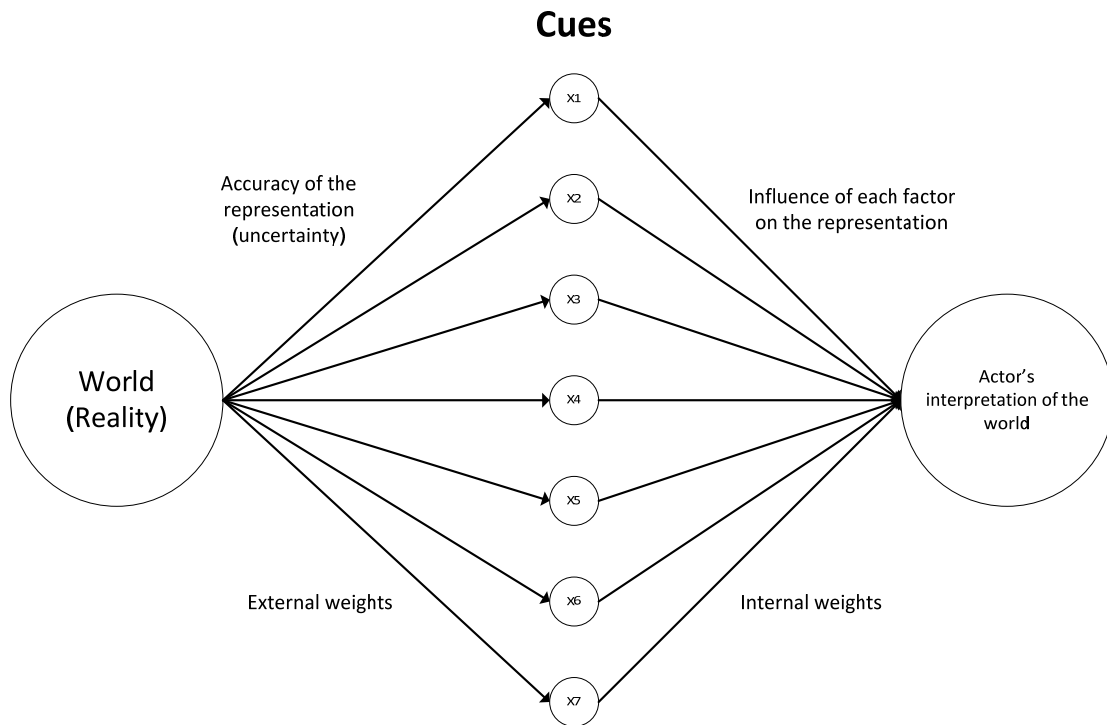 Cues
X1
Accuracy of the
representation
(uncertainty)
X2
Influence of each factor
on the representation
X3
World
(Reality)
X4
Actor's
interpretation of the
world
X5
External weights
X6
Internal weights
X7